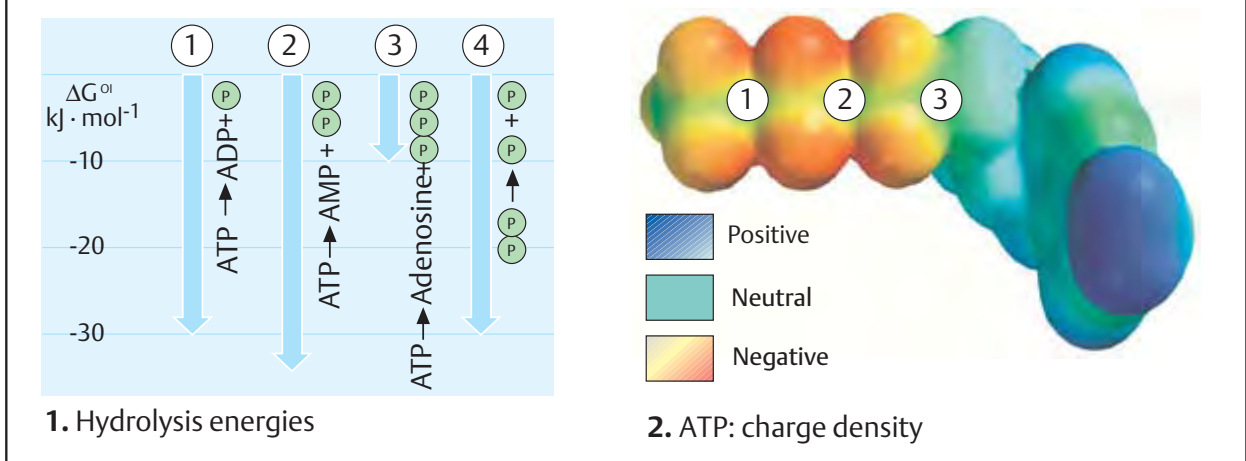 1 2 3 4
ΔG⁰ᴵ
kJ · mol⁻¹
-10
-20
-30
ATP → ADP+ P
ATP → AMP + P P
ATP → Adenosine+ P P P
P P → P + P
1. Hydrolysis energies
1 2 3
Positive
Neutral
Negative
2. ATP: charge density